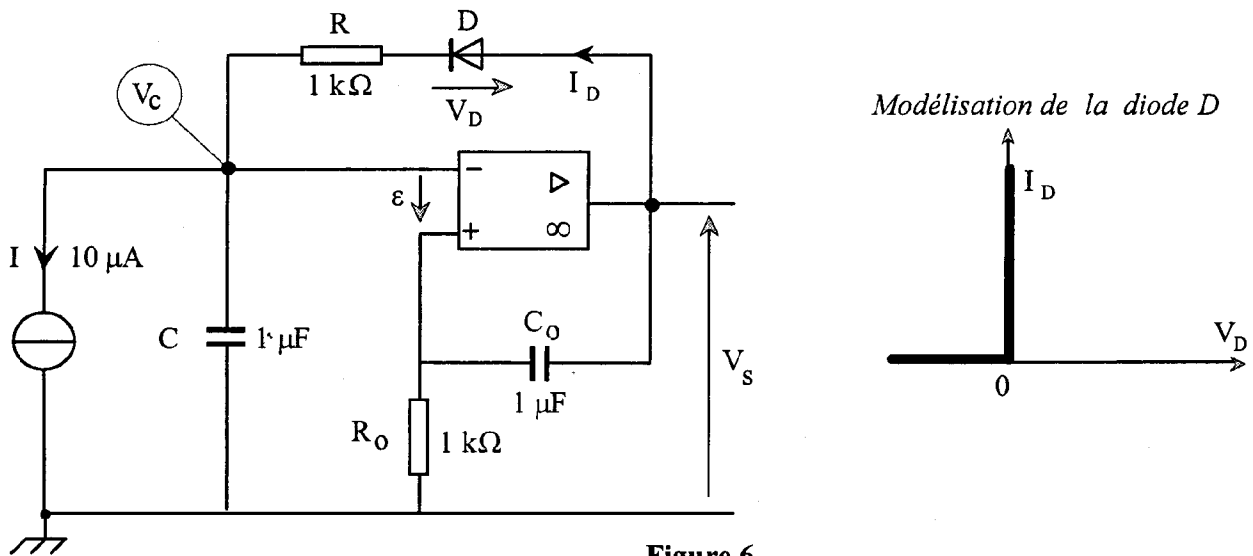 R
D
1 kΩ
V_D
I_D
V_C
Modélisation de la diode D
I_D
ε
−
+
▷
∞
I
10 µA
C
1 µF
C_0
1 µF
V_S
V_D
0
R_0
1 kΩ
Figure 6